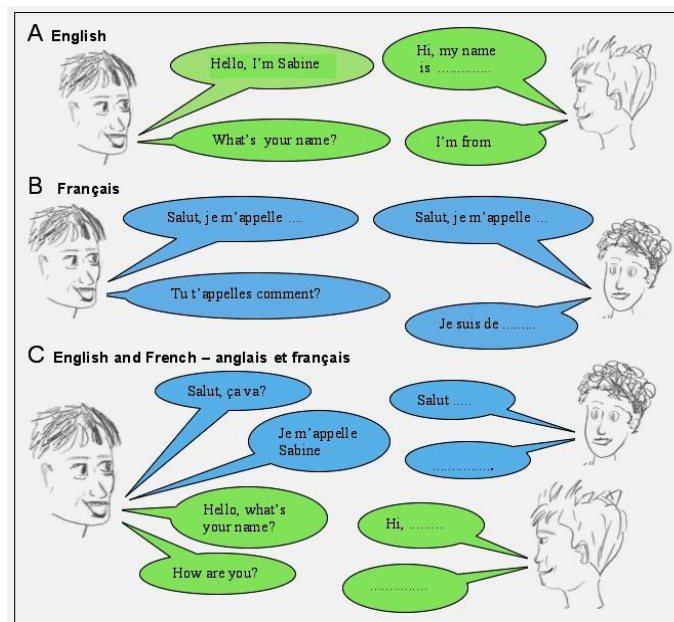 A English
Hello, I'm Sabine
Hi, my name
is ..............
What's your name?
I'm from
B Français
Salut, je m'appelle ....
Salut, je m'appelle ...
Tu t'appelles comment?
Je suis de .........
C English and French – anglais et français
Salut, ça va?
Salut .....
Je m'appelle
Sabine
...............
Hello, what's
your name?
Hi, .........
How are you?
..............